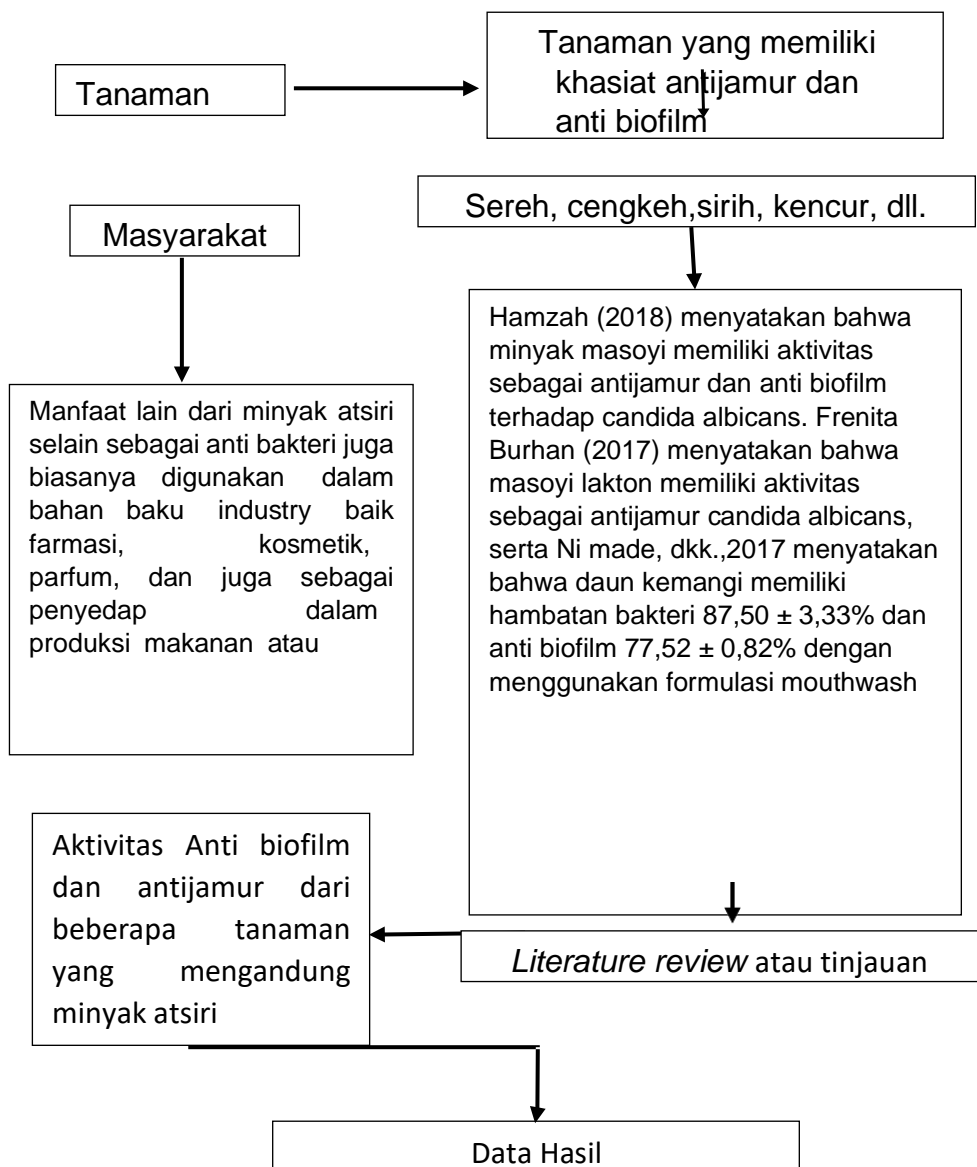 Tanaman
Tanaman yang memiliki
khasiat antijamur dan
anti biofilm
Sereh, cengkeh,sirih, kencur, dll.
Masyarakat
Manfaat lain dari minyak atsiri
selain sebagai anti bakteri juga
biasanya digunakan dalam
bahan baku industry baik
farmasi, kosmetik,
parfum, dan juga sebagai
penyedap dalam
produksi makanan atau
Hamzah (2018) menyatakan bahwa
minyak masoyi memiliki aktivitas
sebagai antijamur dan anti biofilm
terhadap candida albicans. Frenita
Burhan (2017) menyatakan bahwa
masoyi lakton memiliki aktivitas
sebagai antijamur candida albicans,
serta Ni made, dkk.,2017 menyatakan
bahwa daun kemangi memiliki
hambatan bakteri 87,50 ± 3,33% dan
anti biofilm 77,52 ± 0,82% dengan
menggunakan formulasi mouthwash
Literature review atau tinjauan
Aktivitas Anti biofilm
dan antijamur dari
beberapa tanaman
yang mengandung
minyak atsiri
Data Hasil